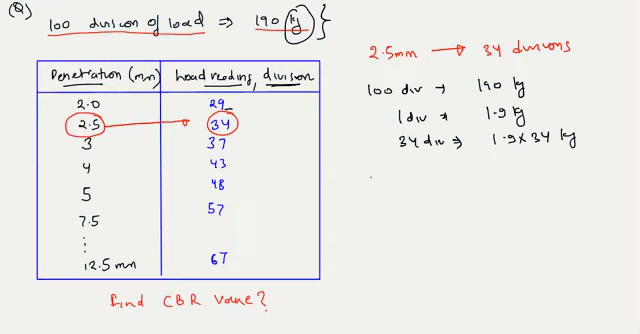 (Q) 100 division of load ⇒ 190 kg }
Penetration (mm) Load reading, division
2.0 29
2.5 → 34
3 37
4 43
5 48
7.5 57
⋮
12.5 mm 67
find CBR value?
2.5mm → 34 divisions
100 div → 190 kg
1 div → 1.9 kg
34 div ⇒ 1.9 × 34 kg